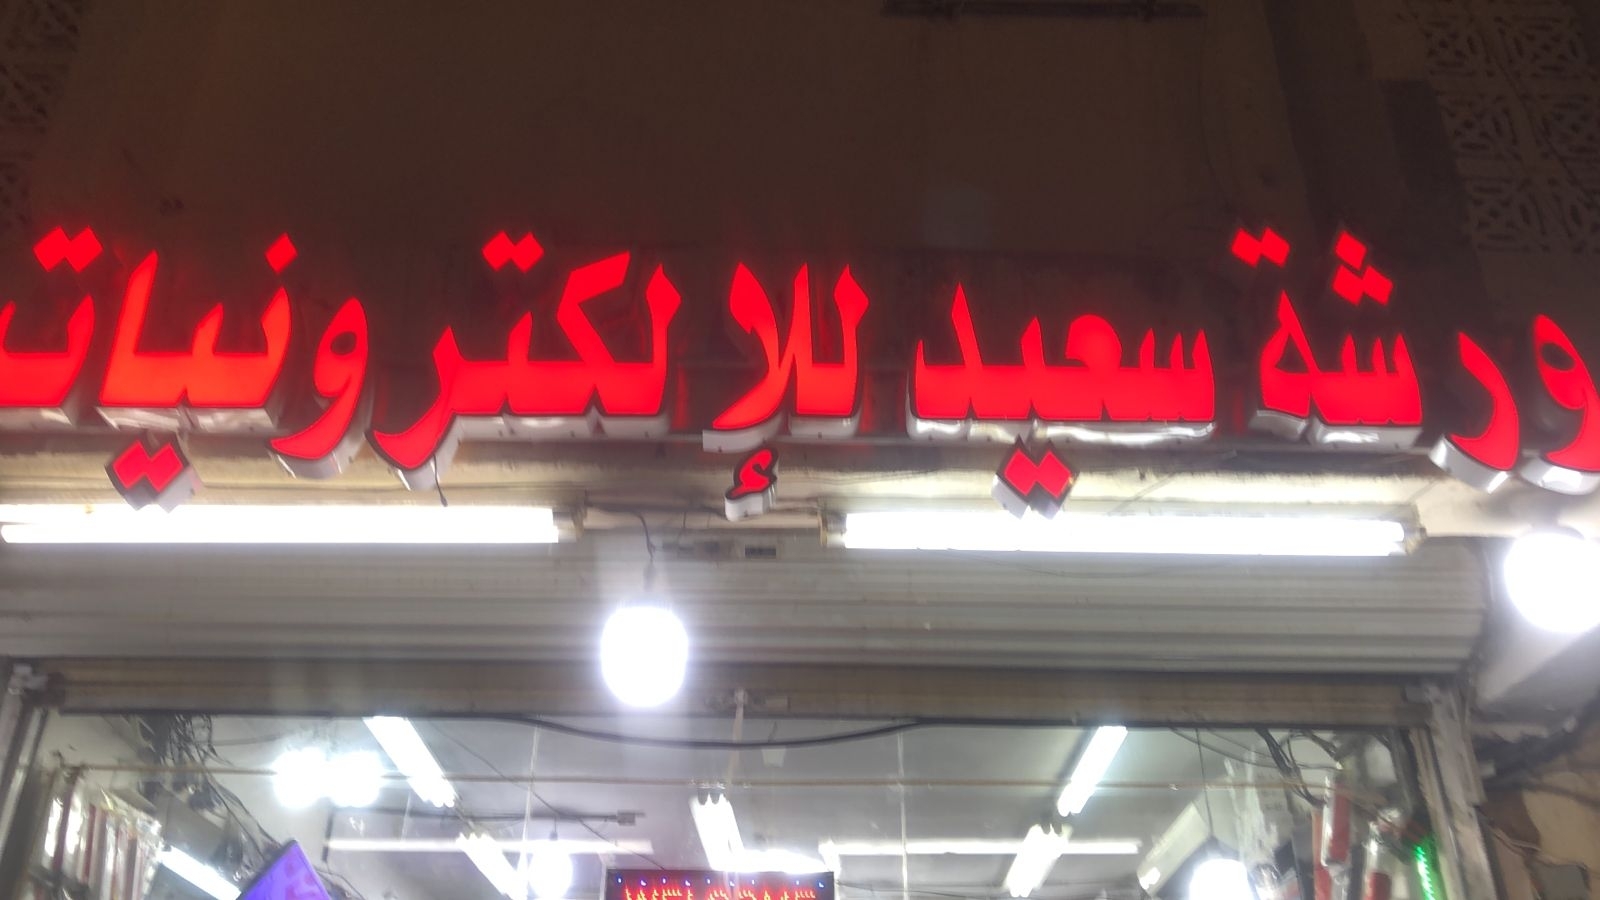 ورشة سعيد للإلكترونيات